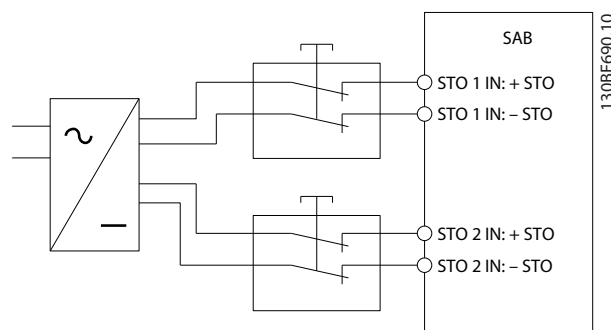 SAB
STO 1 IN: + STO
STO 1 IN: – STO
STO 2 IN: + STO
STO 2 IN: – STO
130BF690.10